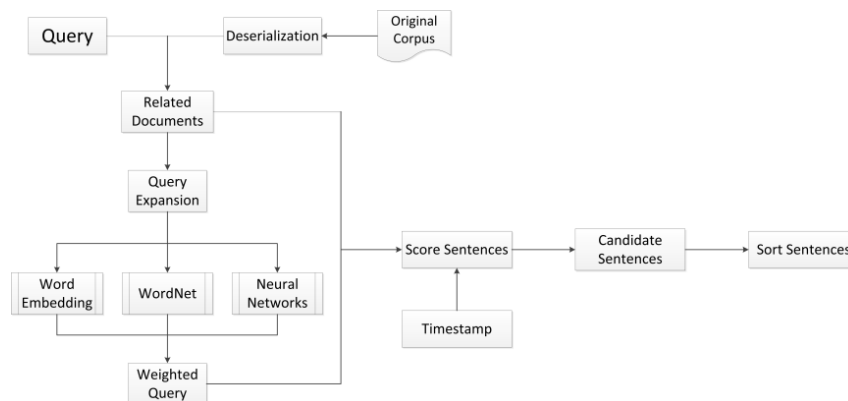 Query
Deserialization
Original
Corpus
Related
Documents
Query
Expansion
Word
Embedding
WordNet
Neural
Networks
Weighted
Query
Score Sentences
Timestamp
Candidate
Sentences
Sort Sentences